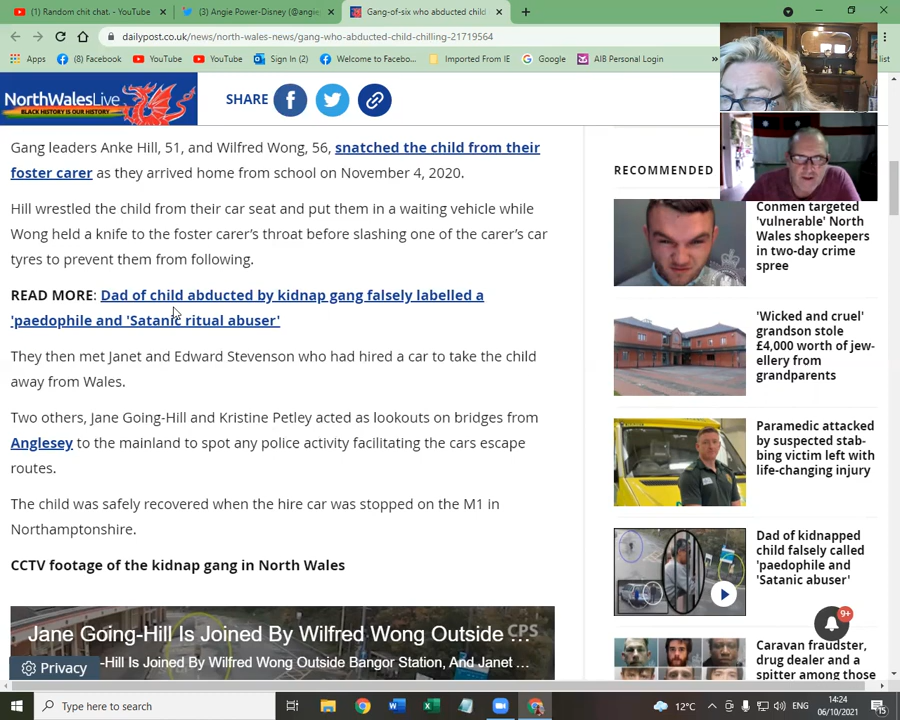 (1) Random chit chat. - YouTube
(3) Angie Power-Disney (@angie
Gang-of-six who abducted child
dailypost.co.uk/news/north-wales-news/gang-who-abducted-child-chilling-21719564
Apps (8) Facebook YouTube YouTube Sign In (2) Welcome to Facebo... Imported From IE Google AIB Personal Login » list
NorthWalesLive
BLACK HISTORY IS OUR HISTORY
SHARE
Gang leaders Anke Hill, 51, and Wilfred Wong, 56, snatched the child from their
foster carer as they arrived home from school on November 4, 2020.
Hill wrestled the child from their car seat and put them in a waiting vehicle while
Wong held a knife to the foster carer's throat before slashing one of the carer's car
tyres to prevent them from following.
READ MORE: Dad of child abducted by kidnap gang falsely labelled a
'paedophile and 'Satanic ritual abuser'
They then met Janet and Edward Stevenson who had hired a car to take the child
away from Wales.
Two others, Jane Going-Hill and Kristine Petley acted as lookouts on bridges from
Anglesey to the mainland to spot any police activity facilitating the cars escape
routes.
The child was safely recovered when the hire car was stopped on the M1 in
Northamptonshire.
CCTV footage of the kidnap gang in North Wales
Jane Going-Hill Is Joined By Wilfred Wong Outside ...
CPS
-Hill Is Joined By Wilfred Wong Outside Bangor Station, And Janet ...
Privacy
RECOMMENDED
Conmen targeted
'vulnerable' North
Wales shopkeepers
in two-day crime
spree
'Wicked and cruel'
grandson stole
£4,000 worth of jew-
ellery from
grandparents
Paramedic attacked
by suspected stab-
bing victim left with
life-changing injury
Dad of kidnapped
child falsely called
'paedophile and
'Satanic abuser'
Caravan fraudster,
drug dealer and a
spitter among those
9+
Type here to search
12°C
ENG
14:24
06/10/2021
15